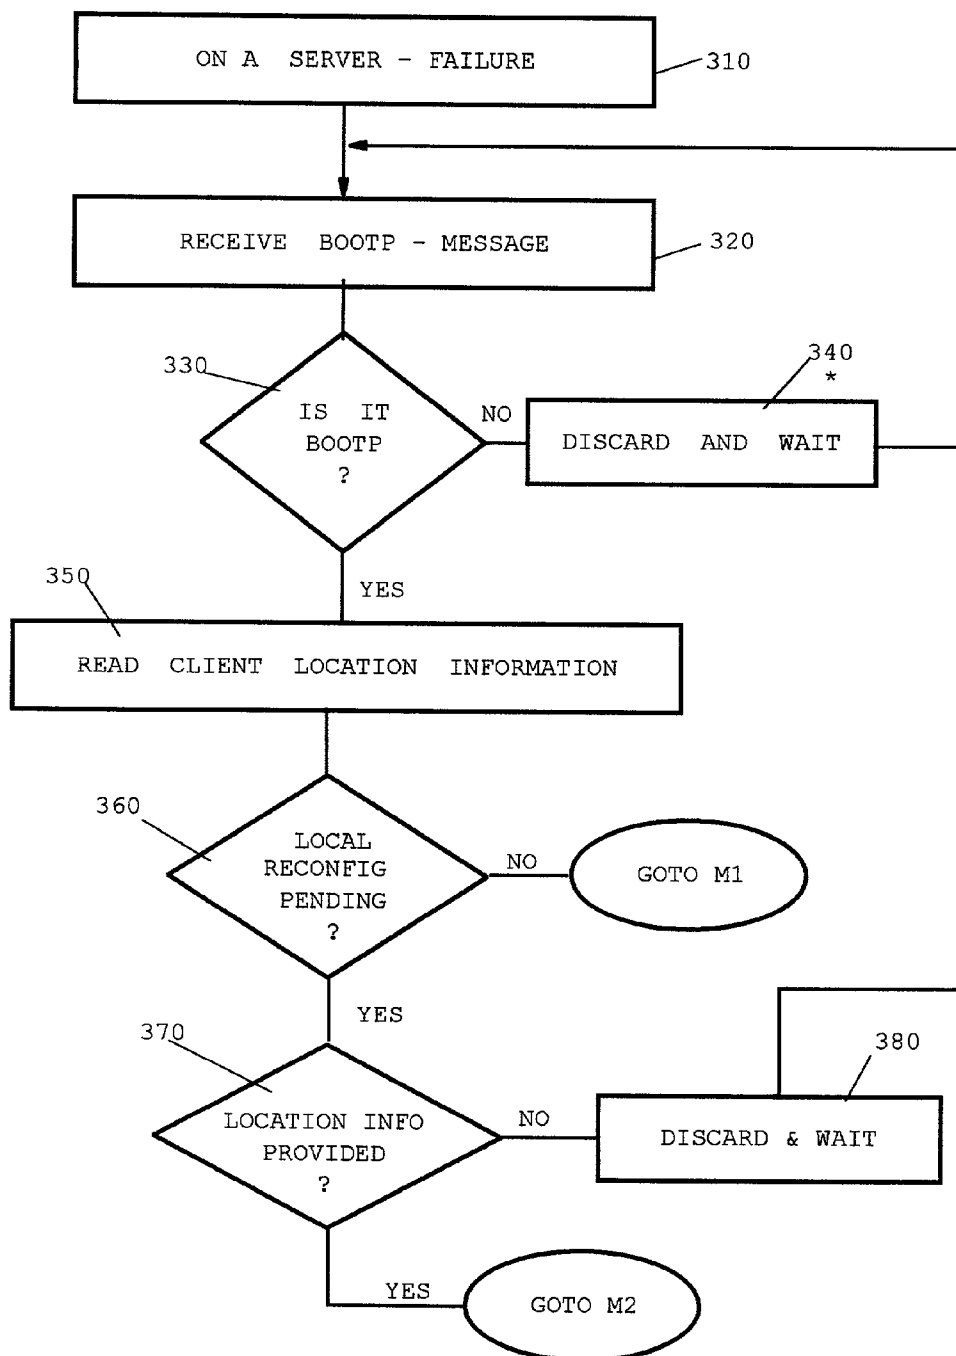 ON A SERVER - FAILURE
310
RECEIVE BOOTP - MESSAGE
320
330
IS IT
BOOTP
?
NO
340
*
DISCARD AND WAIT
YES
350
READ CLIENT LOCATION INFORMATION
360
LOCAL
RECONFIG
PENDING
?
NO
GOTO M1
YES
370
LOCATION INFO
PROVIDED
?
NO
380
DISCARD & WAIT
YES
GOTO M2